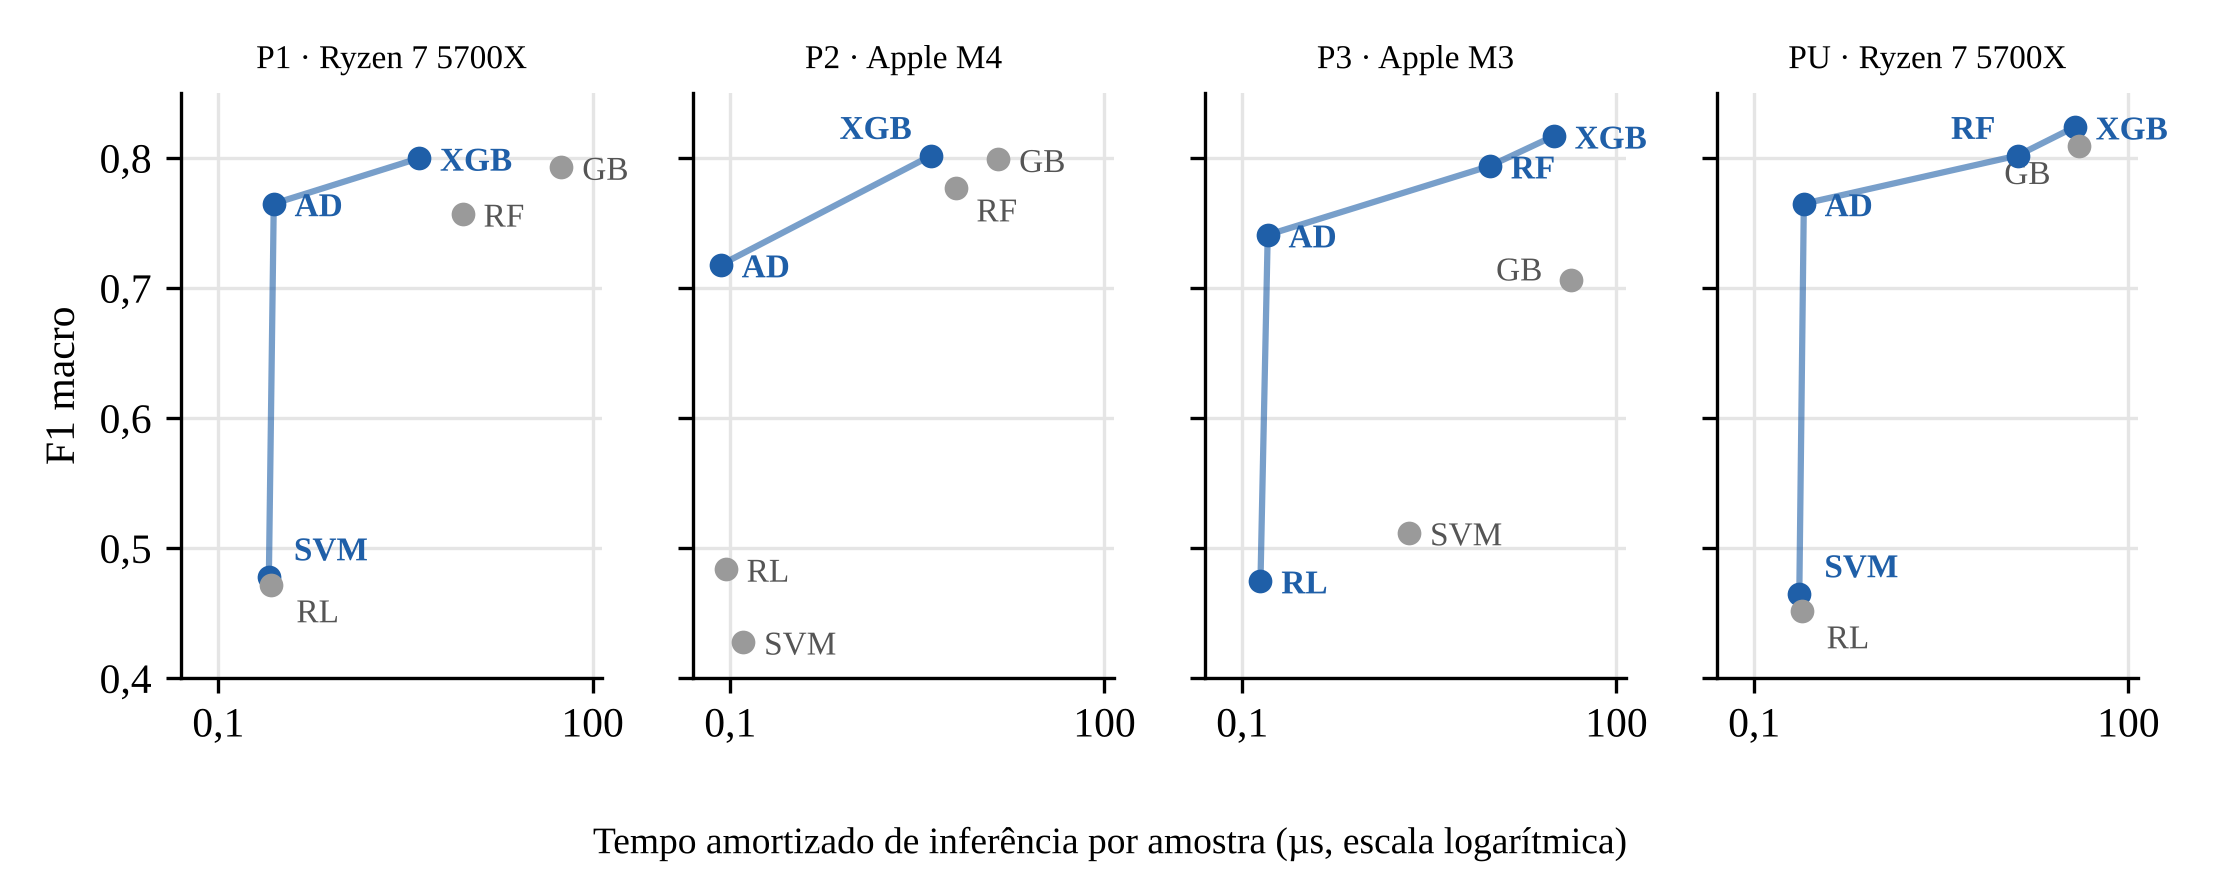 P1 · Ryzen 7 5700X
P2 · Apple M4
P3 · Apple M3
PU · Ryzen 7 5700X
F1 macro
0,8
0,7
0,6
0,5
0,4
XGB
GB
AD
RF
SVM
RL
0,1
100
XGB
GB
RF
AD
RL
SVM
0,1
100
XGB
RF
AD
GB
SVM
RL
0,1
100
RF
XGB
GB
AD
SVM
RL
0,1
100
Tempo amortizado de inferência por amostra (µs, escala logarítmica)